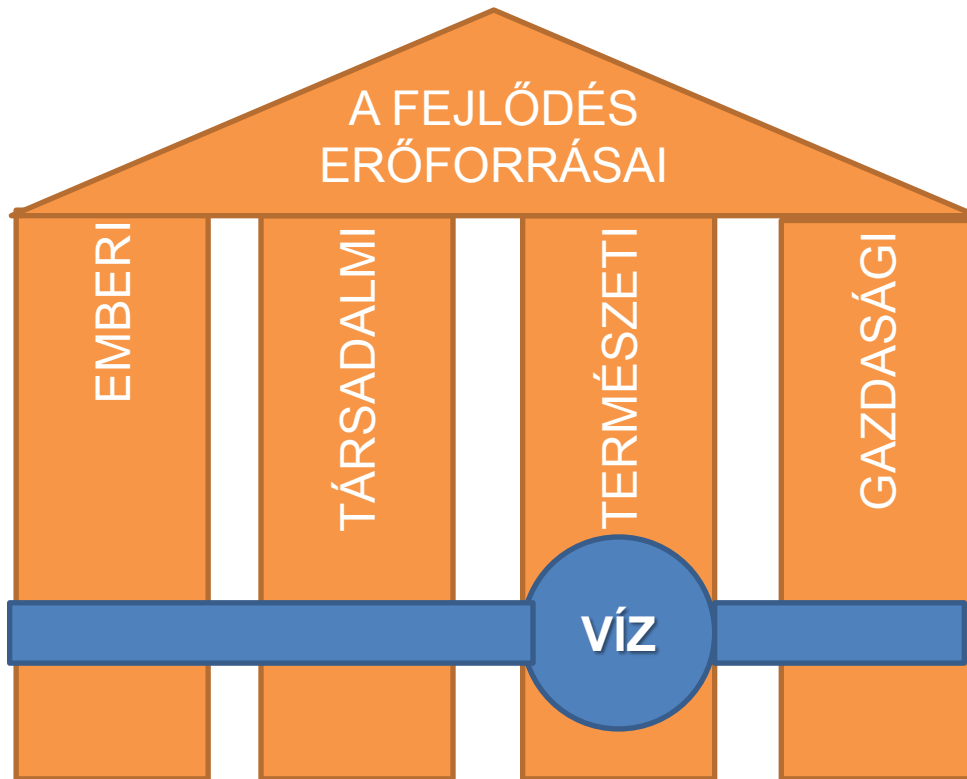 A FEJLŐDÉS
ERŐFORRÁSAI
EMBERI
TÁRSADALMI
TERMÉSZETI
GAZDASÁGI
VÍZ